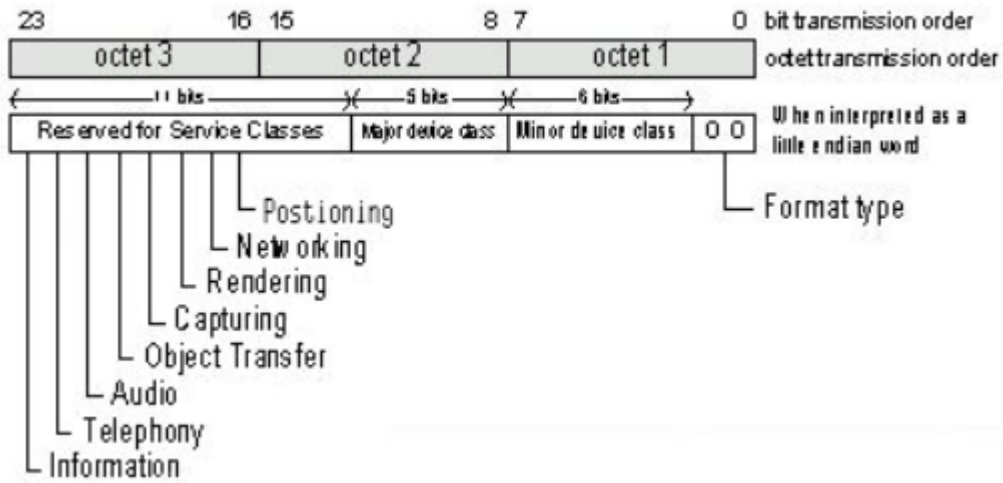 23 16 15 8 7 0 bit transmission order
octet 3 octet 2 octet 1 octet transmission order
11 bits 5 bits 6 bits
Reserved for Service Classes Major device class Minor device class 0 0 When interpreted as a
little endian word
Postioning Format type
Networking
Rendering
Capturing
Object Transfer
Audio
Telephony
Information